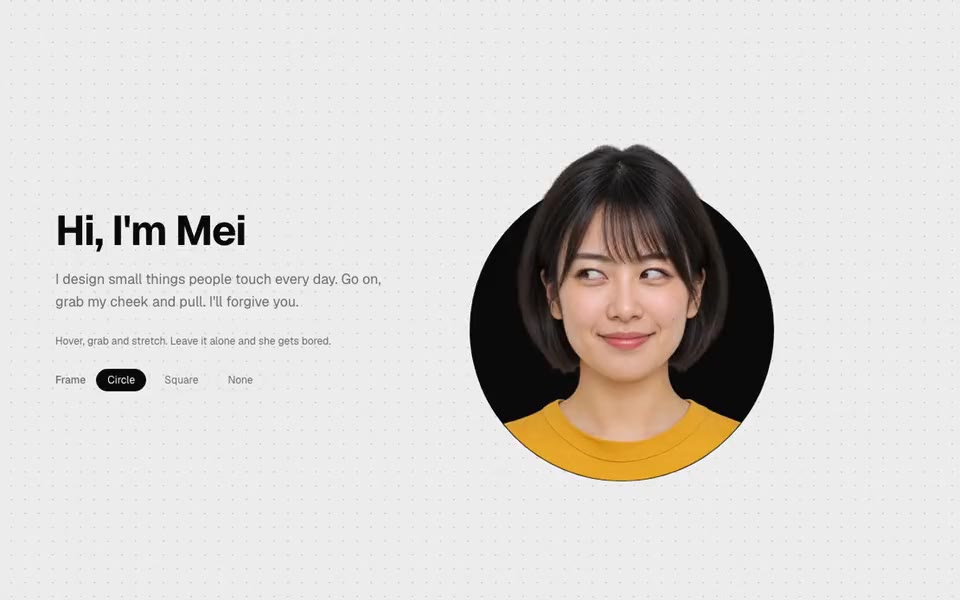 Hi, I'm Mei
I design small things people touch every day. Go on,
grab my cheek and pull. I'll forgive you.
Hover, grab and stretch. Leave it alone and she gets bored.
Frame Circle Square None